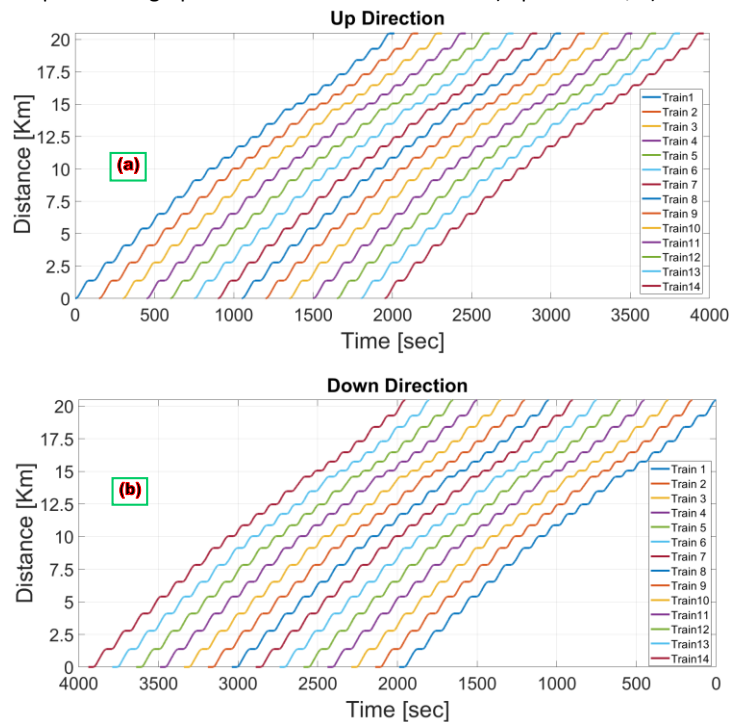 Up Direction
20
17.5
15
12.5
10
7.5
5
2.5
0
Distance [Km]
(a)
Train1
Train 2
Train 3
Train 4
Train 5
Train 6
Train 7
Train 8
Train 9
Train10
Train11
Train12
Train13
Train14
0 500 1000 1500 2000 2500 3000 3500 4000
Time [sec]
Down Direction
20
17.5
15
12.5
10
7.5
5
2.5
0
Distance [Km]
(b)
Train 1
Train 2
Train 3
Train 4
Train 5
Train 6
Train 7
Train 8
Train 9
Train10
Train11
Train12
Train13
Train14
4000 3500 3000 2500 2000 1500 1000 500 0
Time [sec]